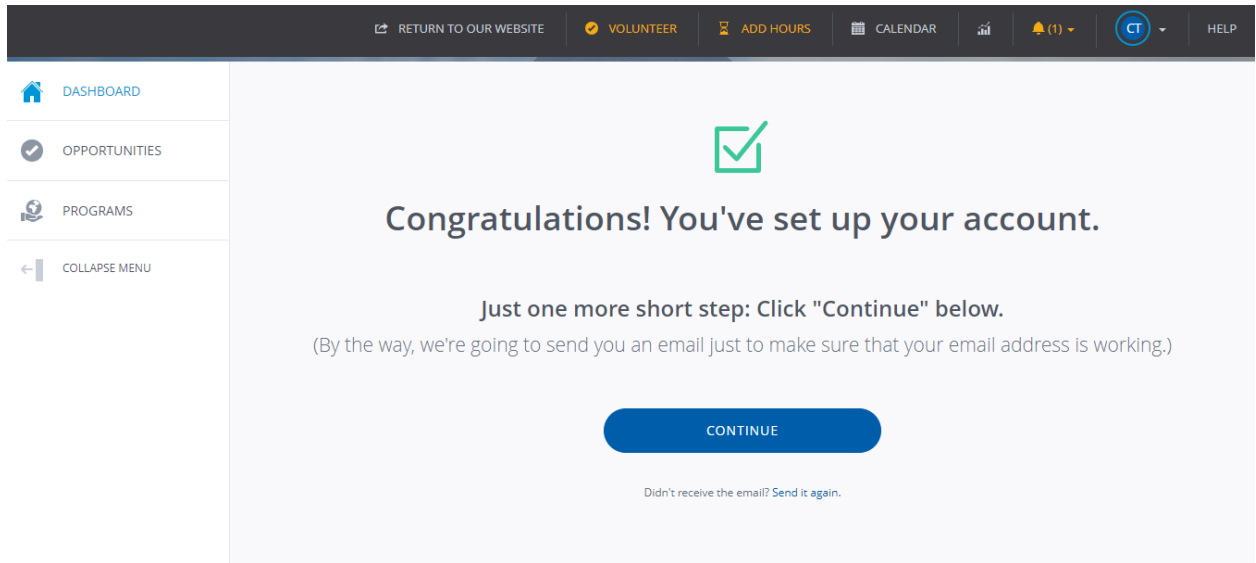 RETURN TO OUR WEBSITE VOLUNTEER ADD HOURS CALENDAR (1) CT HELP
DASHBOARD
OPPORTUNITIES
PROGRAMS
COLLAPSE MENU
Congratulations! You've set up your account.
Just one more short step: Click "Continue" below.
(By the way, we're going to send you an email just to make sure that your email address is working.)
CONTINUE
Didn't receive the email? Send it again.